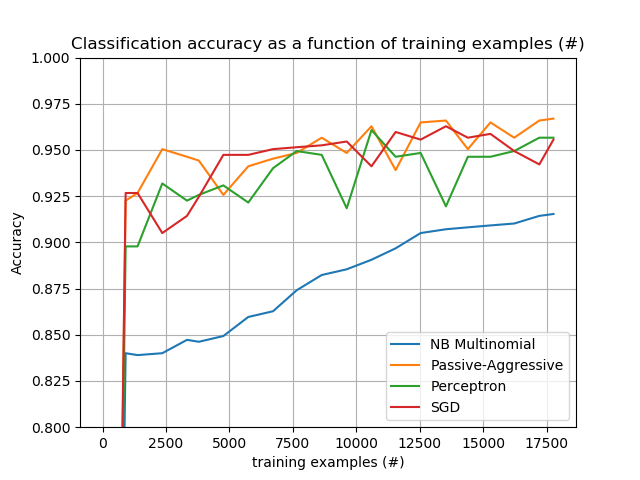 Classification accuracy as a function of training examples (#)
1.000
0.975
0.950
0.925
0.900
0.875
0.850
0.825
0.800
Accuracy
NB Multinomial
Passive-Aggressive
Perceptron
SGD
0 2500 5000 7500 10000 12500 15000 17500
training examples (#)